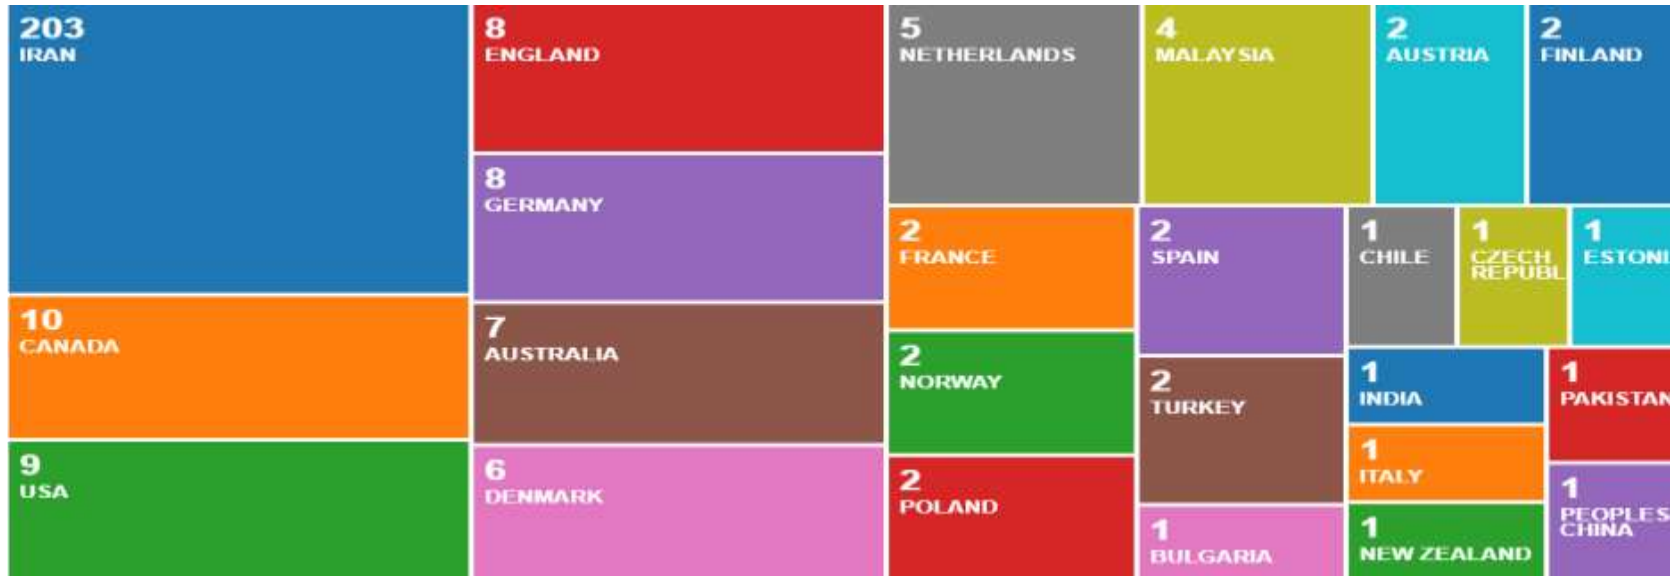 203
IRAN
10
CANADA
9
USA
8
ENGLAND
8
GERMANY
7
AUSTRALIA
6
DENMARK
5
NETHERLANDS
4
MALAYSIA
2
AUSTRIA
2
FINLAND
2
FRANCE
2
NORWAY
2
POLAND
2
SPAIN
2
TURKEY
1
BULGARIA
1
CHILE
1
CZECH
REPUBL
1
ESTONI
1
INDIA
1
ITALY
1
NEW ZEALAND
1
PAKISTAN
1
PEOPLES
CHINA